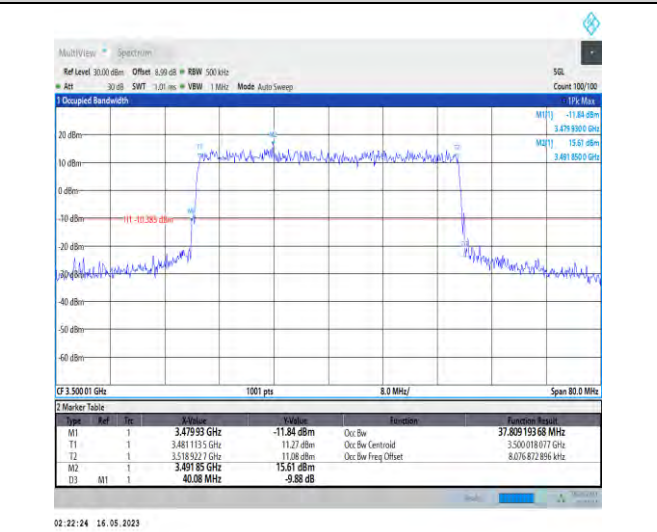 MultiView Spectrum
Ref Level 30.00 dBm Offset 8.99 dB RBW 500 kHz SGL
Att 30 dB SWT 1.01 ms VBW 1 MHz Mode Auto Sweep Count 100/100
1 Occupied Bandwidth 1Pk Max
M1[1] -11.84 dBm
3.479 930 0 GHz
M2[1] 15.61 dBm
3.491 850 0 GHz
20 dBm
M2
T1 T2
10 dBm
0 dBm
M1
-10 dBm H1 -10.385 dBm
-20 dBm
D3
-30 dBm
-40 dBm
-50 dBm
-60 dBm
CF 3.500 01 GHz 1001 pts 8.0 MHz/ Span 80.0 MHz
2 Marker Table
Type Ref Trc X-Value Y-Value Function Function Result
M1 1 3.479 93 GHz -11.84 dBm Occ Bw 37.809 193 68 MHz
T1 1 3.481 113 5 GHz 11.27 dBm Occ Bw Centroid 3.500 018 077 GHz
T2 1 3.518 922 7 GHz 11.08 dBm Occ Bw Freq Offset 8.076 872 896 kHz
M2 1 3.491 85 GHz 15.61 dBm
D3 M1 1 40.08 MHz -9.88 dB
02:22:24 16.05.2023